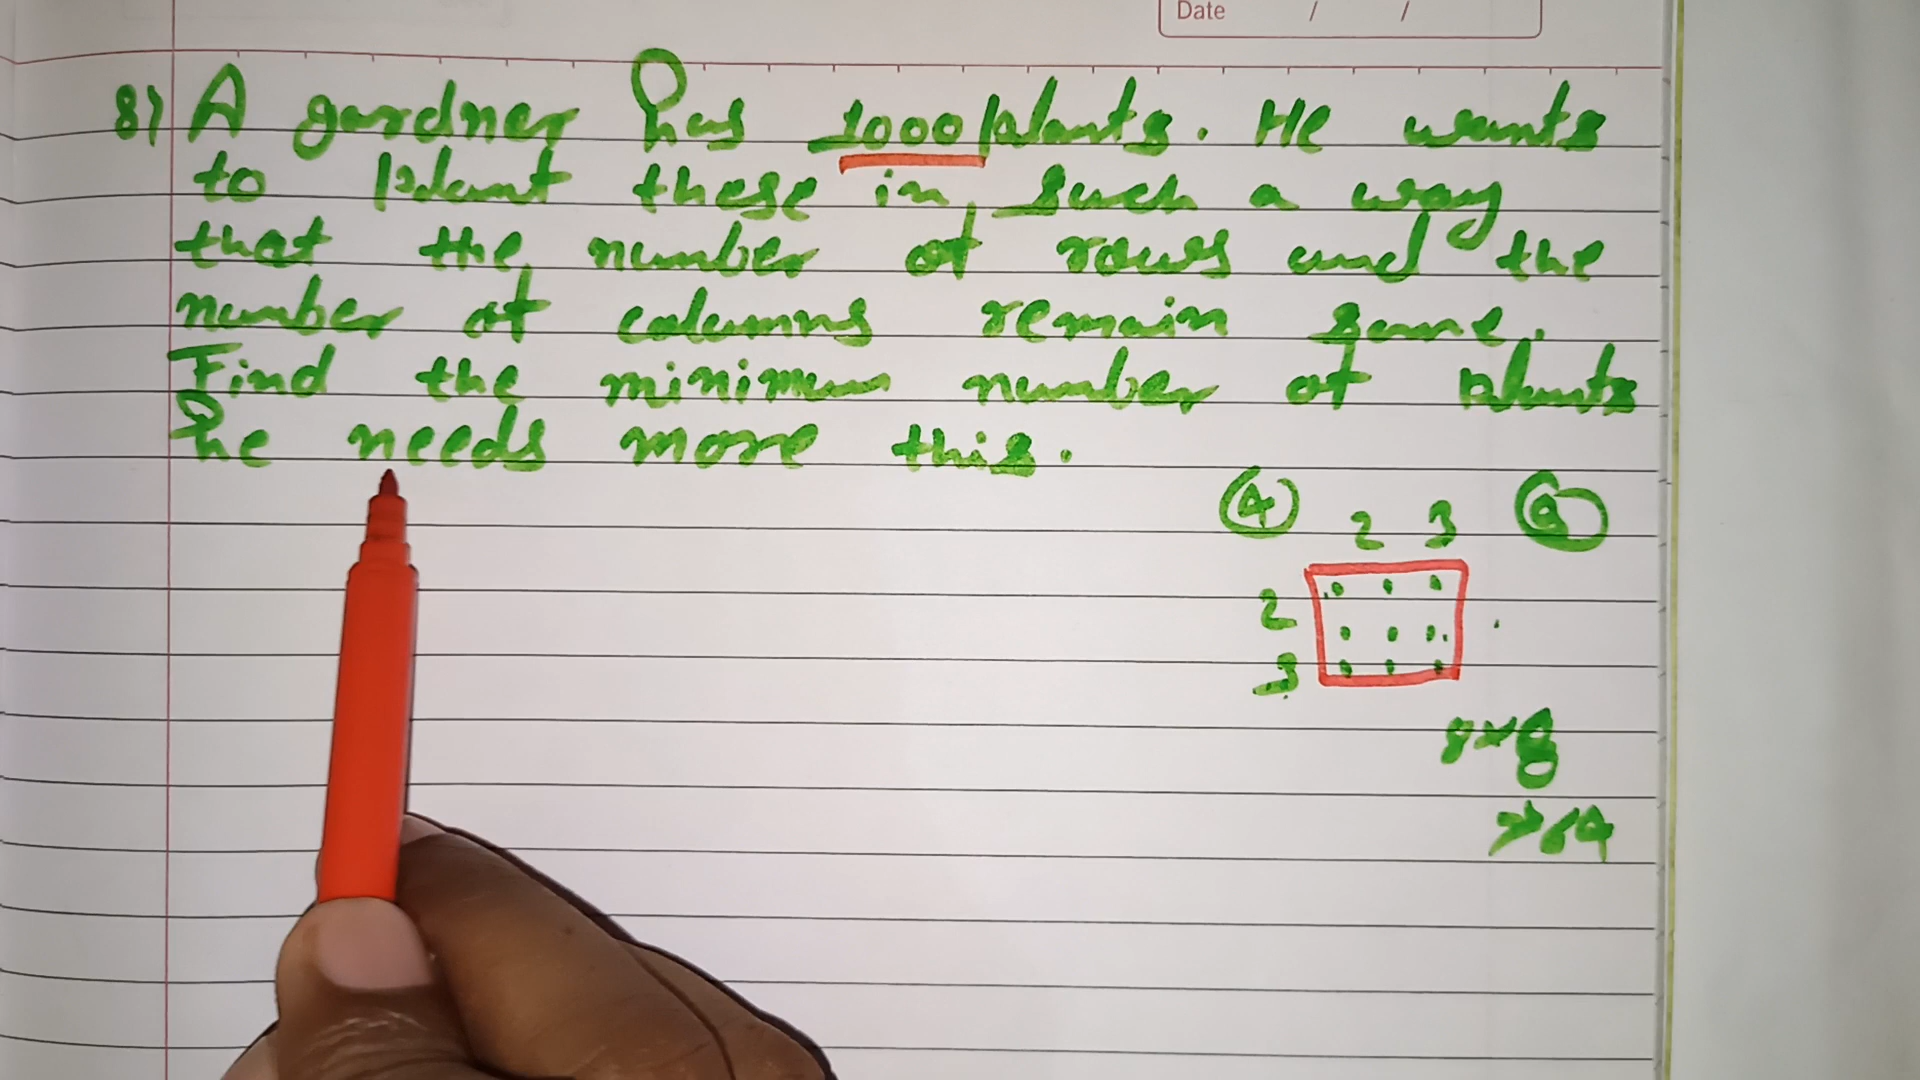 Date / /
8) A gardner has 1000 plants. He wants
to plant these in such a way
that the number of rows and the
number of columns remain same.
Find the minimum number of plants
he needs more this.
4 2 3 9
2
3
8×8
64